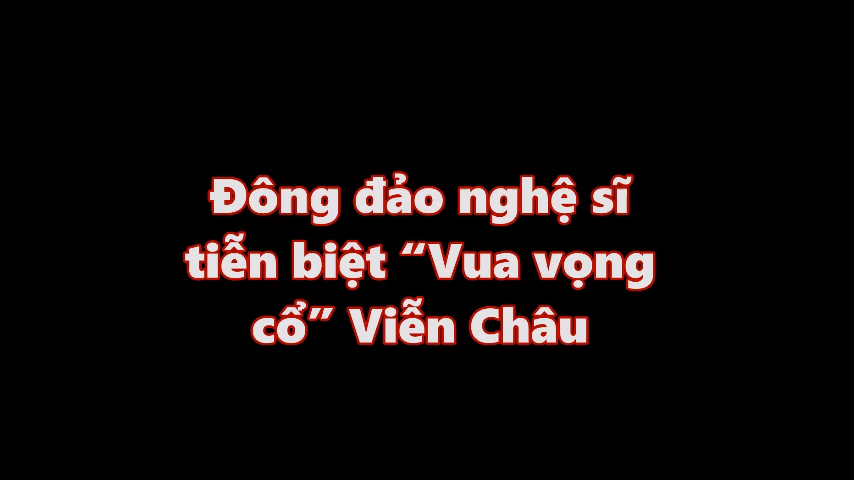 Đông đảo nghệ sĩ
tiễn biệt “Vua vọng
cổ” Viễn Châu